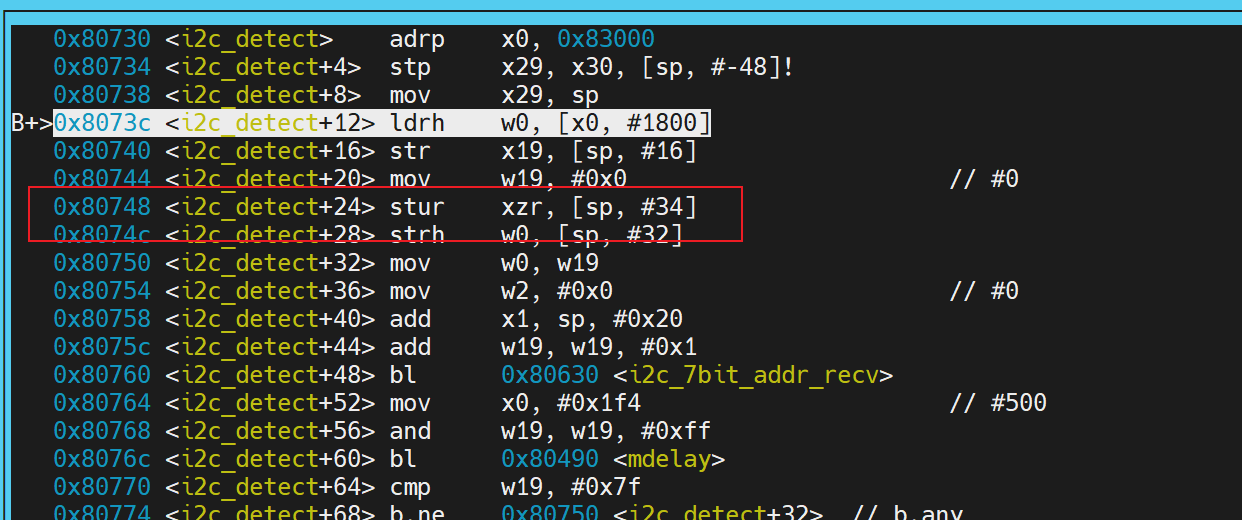 0x80730 <i2c_detect> adrp x0, 0x83000
0x80734 <i2c_detect+4> stp x29, x30, [sp, #-48]!
0x80738 <i2c_detect+8> mov x29, sp
B+>0x8073c <i2c_detect+12> ldrh w0, [x0, #1800]
0x80740 <i2c_detect+16> str x19, [sp, #16]
0x80744 <i2c_detect+20> mov w19, #0x0 // #0
0x80748 <i2c_detect+24> stur xzr, [sp, #34]
0x8074c <i2c_detect+28> strh w0, [sp, #32]
0x80750 <i2c_detect+32> mov w0, w19
0x80754 <i2c_detect+36> mov w2, #0x0 // #0
0x80758 <i2c_detect+40> add x1, sp, #0x20
0x8075c <i2c_detect+44> add w19, w19, #0x1
0x80760 <i2c_detect+48> bl 0x80630 <i2c_7bit_addr_recv>
0x80764 <i2c_detect+52> mov x0, #0x1f4 // #500
0x80768 <i2c_detect+56> and w19, w19, #0xff
0x8076c <i2c_detect+60> bl 0x80490 <mdelay>
0x80770 <i2c_detect+64> cmp w19, #0x7f
0x80774 <i2c_detect+68> b.ne 0x80750 <i2c_detect+32> // b.any